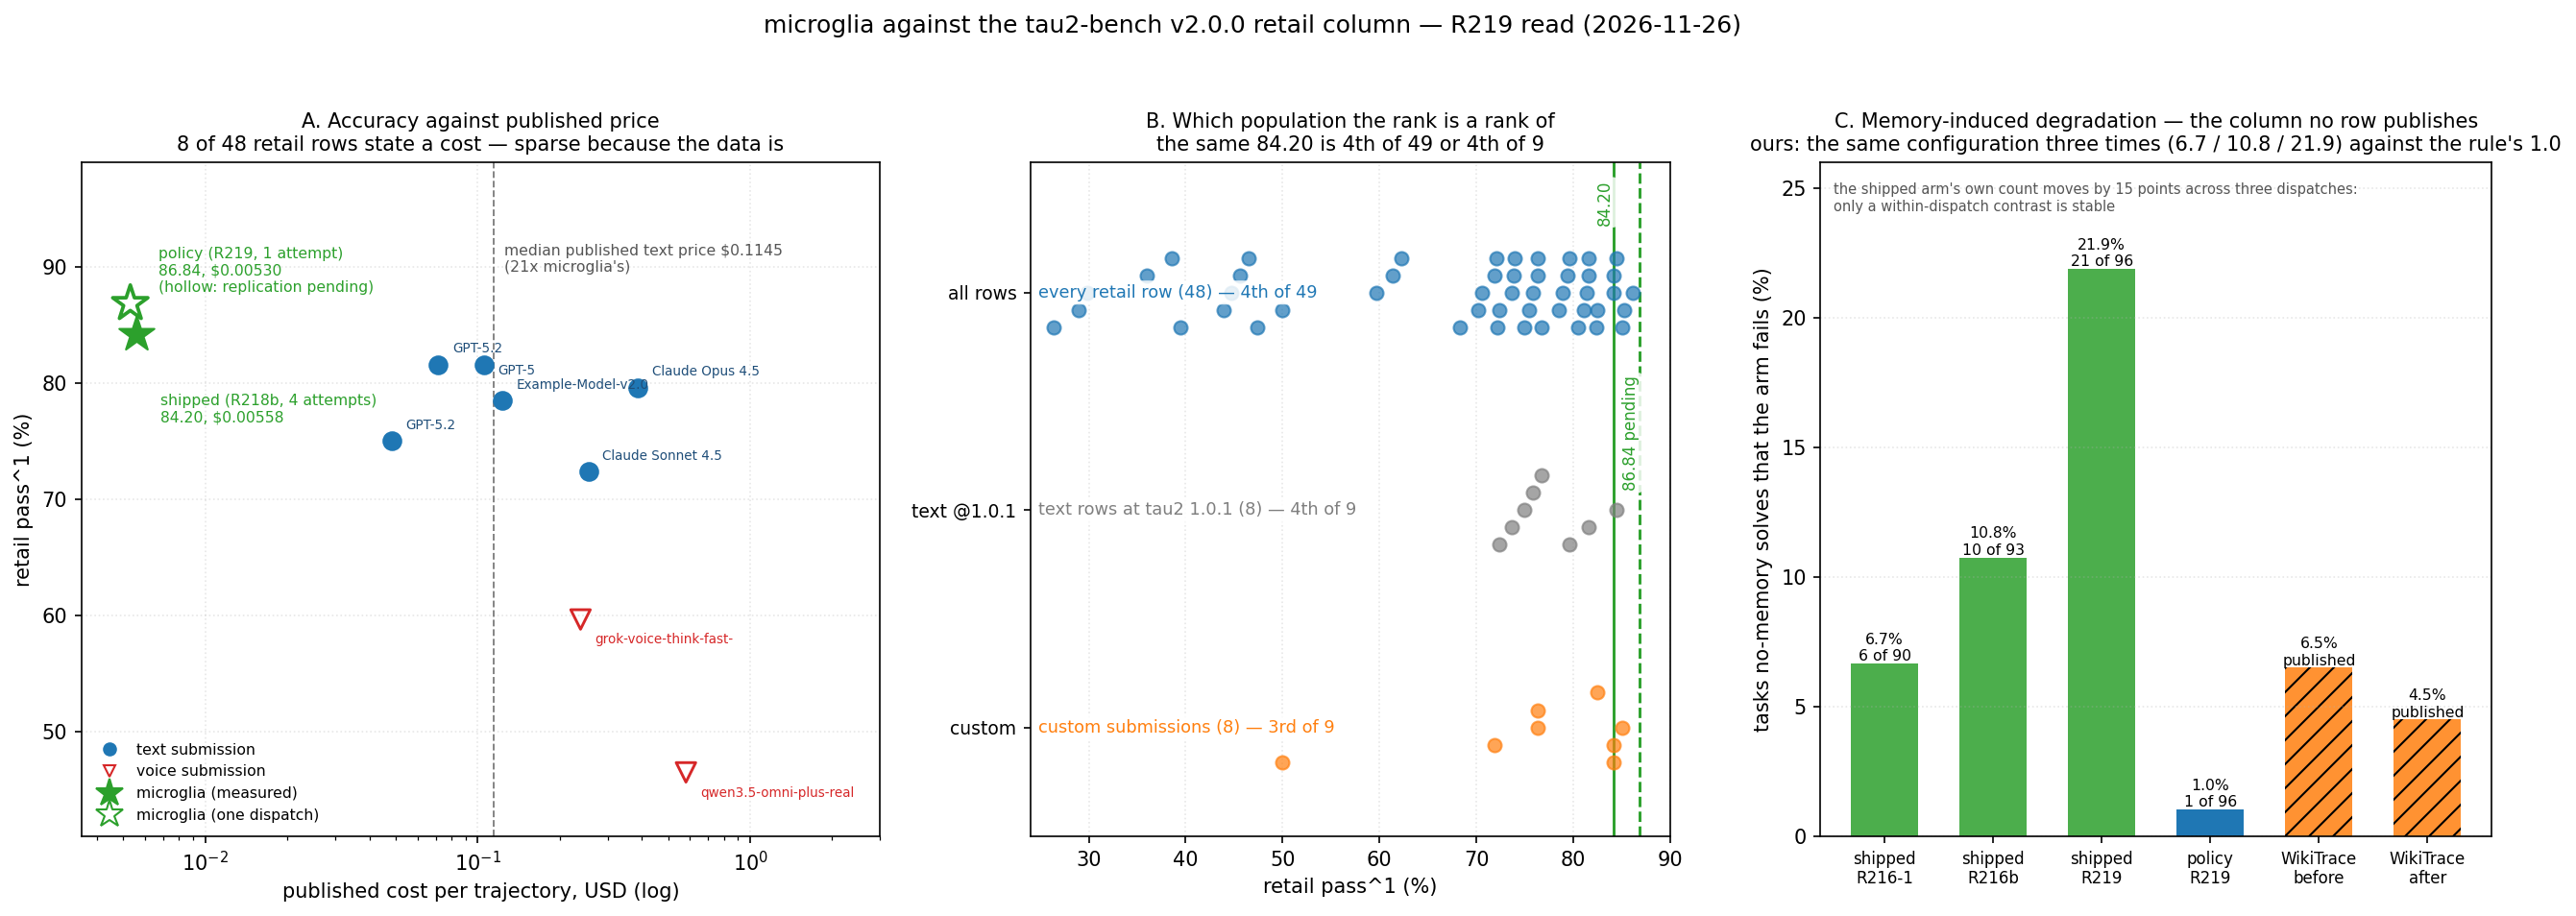 microglia against the tau2-bench v2.0.0 retail column — R219 read (2026-11-26)
A. Accuracy against published price
8 of 48 retail rows state a cost — sparse because the data is
retail pass^1 (%)
90
80
70
60
50
policy (R219, 1 attempt)
86.84, $0.00530
(hollow: replication pending)
median published text price $0.1145
(21x microglia's)
shipped (R218b, 4 attempts)
84.20, $0.00558
GPT-5.2
GPT-5
Example-Model-v2.0
Claude Opus 4.5
GPT-5.2
Claude Sonnet 4.5
grok-voice-think-fast-
qwen3.5-omni-plus-real
text submission
voice submission
microglia (measured)
microglia (one dispatch)
10⁻²
10⁻¹
10⁰
published cost per trajectory, USD (log)
B. Which population the rank is a rank of
the same 84.20 is 4th of 49 or 4th of 9
84.20
86.84 pending
all rows
every retail row (48) — 4th of 49
text @1.0.1
text rows at tau2 1.0.1 (8) — 4th of 9
custom
custom submissions (8) — 3rd of 9
30
40
50
60
70
80
90
retail pass^1 (%)
C. Memory-induced degradation — the column no row publishes
ours: the same configuration three times (6.7 / 10.8 / 21.9) against the rule's 1.0
tasks no-memory solves that the arm fails (%)
25
20
15
10
5
0
the shipped arm's own count moves by 15 points across three dispatches:
only a within-dispatch contrast is stable
6.7%
6 of 90
10.8%
10 of 93
21.9%
21 of 96
1.0%
1 of 96
6.5%
published
4.5%
published
shipped
R216-1
shipped
R216b
shipped
R219
policy
R219
WikiTrace
before
WikiTrace
after